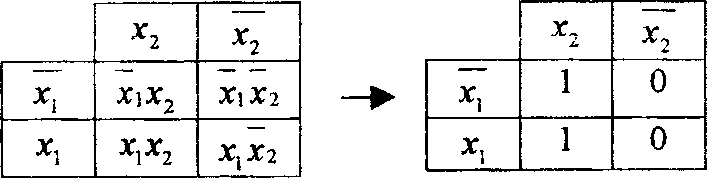 x₂ x̅₂ x₂ x̅₂
x̅₁ x̅₁x₂ x̅₁x̅₂ → x̅₁ 1 0
x₁ x₁x₂ x₁x̅₂ x₁ 1 0